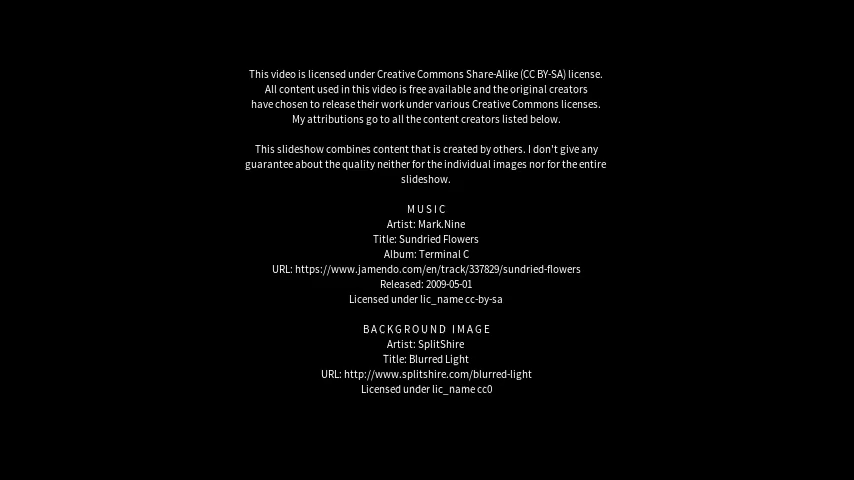 This video is licensed under Creative Commons Share-Alike (CC BY-SA) license.
All content used in this video is free available and the original creators
have chosen to release their work under various Creative Commons licenses.
My attributions go to all the content creators listed below.
This slideshow combines content that is created by others. I don't give any
guarantee about the quality neither for the individual images nor for the entire
slideshow.
MUSIC
Artist: Mark.Nine
Title: Sundried Flowers
Album: Terminal C
URL: https://www.jamendo.com/en/track/337829/sundried-flowers
Released: 2009-05-01
Licensed under lic_name cc-by-sa
BACKGROUND IMAGE
Artist: SplitShire
Title: Blurred Light
URL: http://www.splitshire.com/blurred-light
Licensed under lic_name cc0